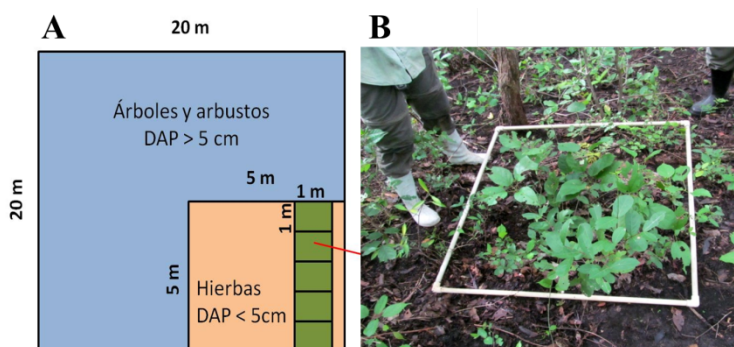 A
20 m
B
20 m
Árboles y arbustos
DAP > 5 cm
5 m
1 m
1 m
5 m
Hierbas
DAP < 5cm